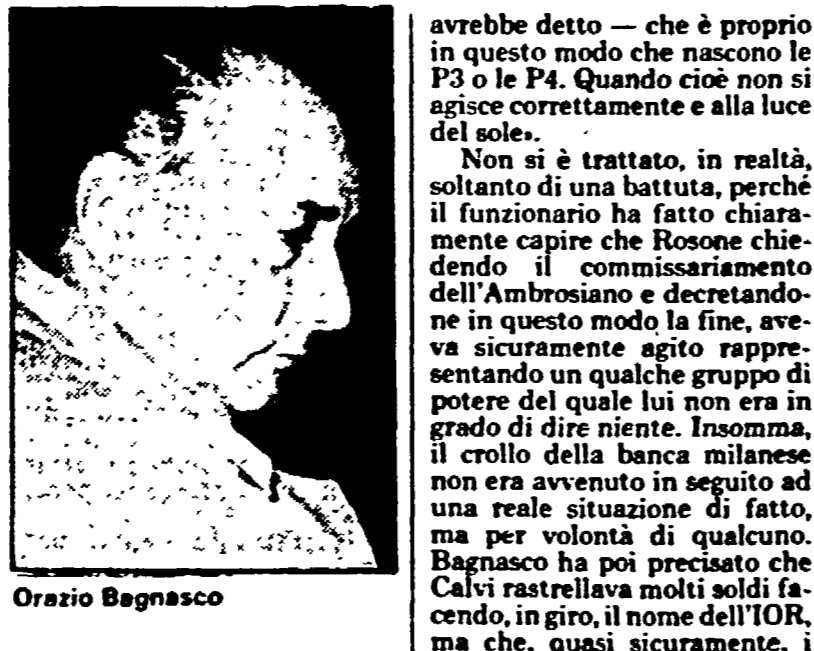 avrebbe detto — che è proprio
in questo modo che nascono le
P3 o le P4. Quando cioè non si
agisce correttamente e alla luce
del sole».
Non si è trattato, in realtà,
soltanto di una battuta, perché
il funzionario ha fatto chiara-
mente capire che Rosone chie-
dendo il commissariamento
dell'Ambrosiano e decretando-
ne in questo modo la fine, ave-
va sicuramente agito rappre-
sentando un qualche gruppo di
potere del quale lui non era in
grado di dire niente. Insomma,
il crollo della banca milanese
non era avvenuto in seguito ad
una reale situazione di fatto,
ma per volontà di qualcuno.
Bagnasco ha poi precisato che
Calvi rastrellava molti soldi fa-
cendo, in giro, il nome dell'IOR,
ma che, quasi sicuramente, i
Orazio Bagnasco